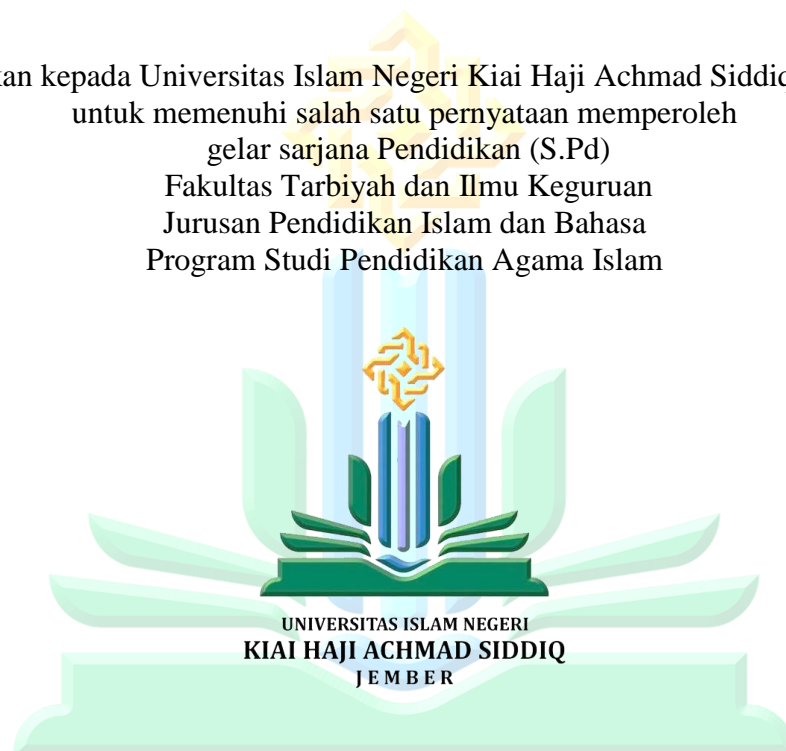 kan kepada Universitas Islam Negeri Kiai Haji Achmad Siddiq
untuk memenuhi salah satu pernyataan memperoleh
gelar sarjana Pendidikan (S.Pd)
Fakultas Tarbiyah dan Ilmu Keguruan
Jurusan Pendidikan Islam dan Bahasa
Program Studi Pendidikan Agama Islam
UNIVERSITAS ISLAM NEGERI
KIAI HAJI ACHMAD SIDDIQ
JEMBER